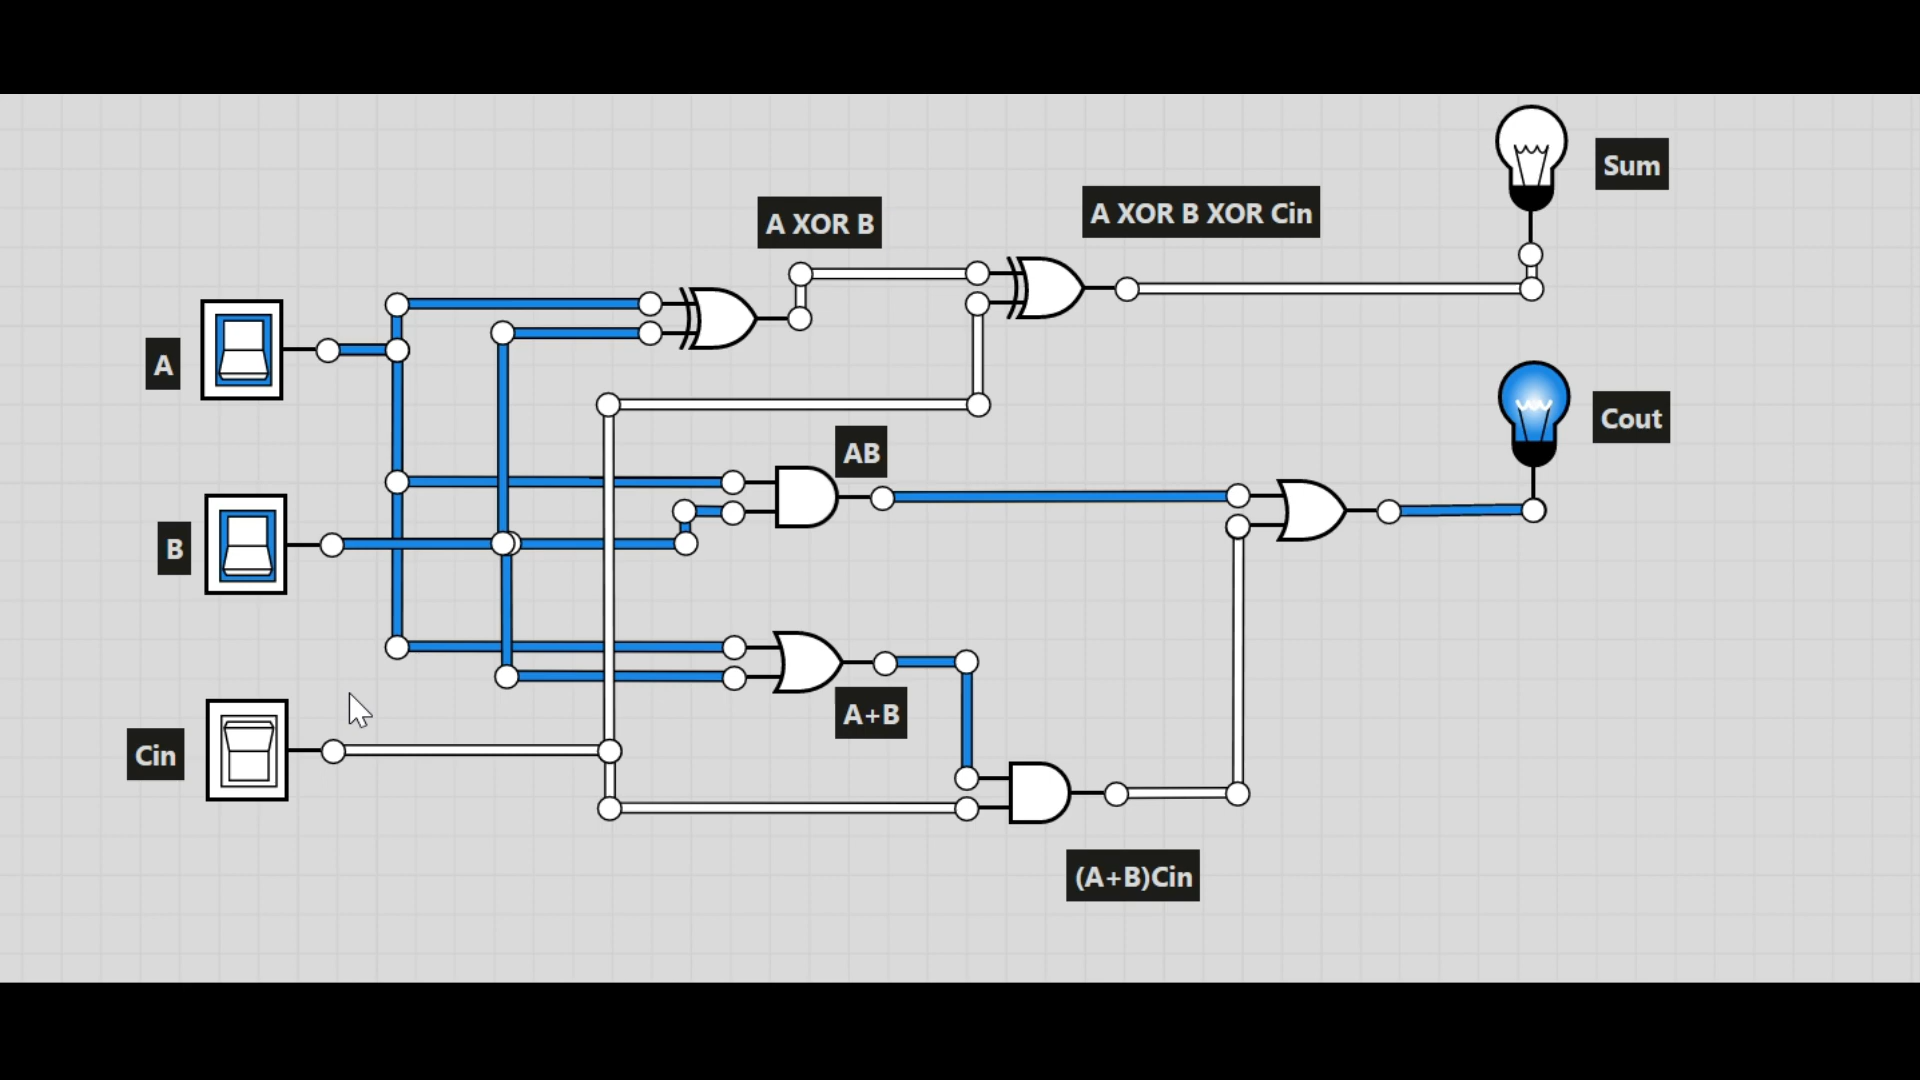 Sum
A XOR B
A XOR B XOR Cin
A
Cout
AB
B
A+B
Cin
(A+B)Cin